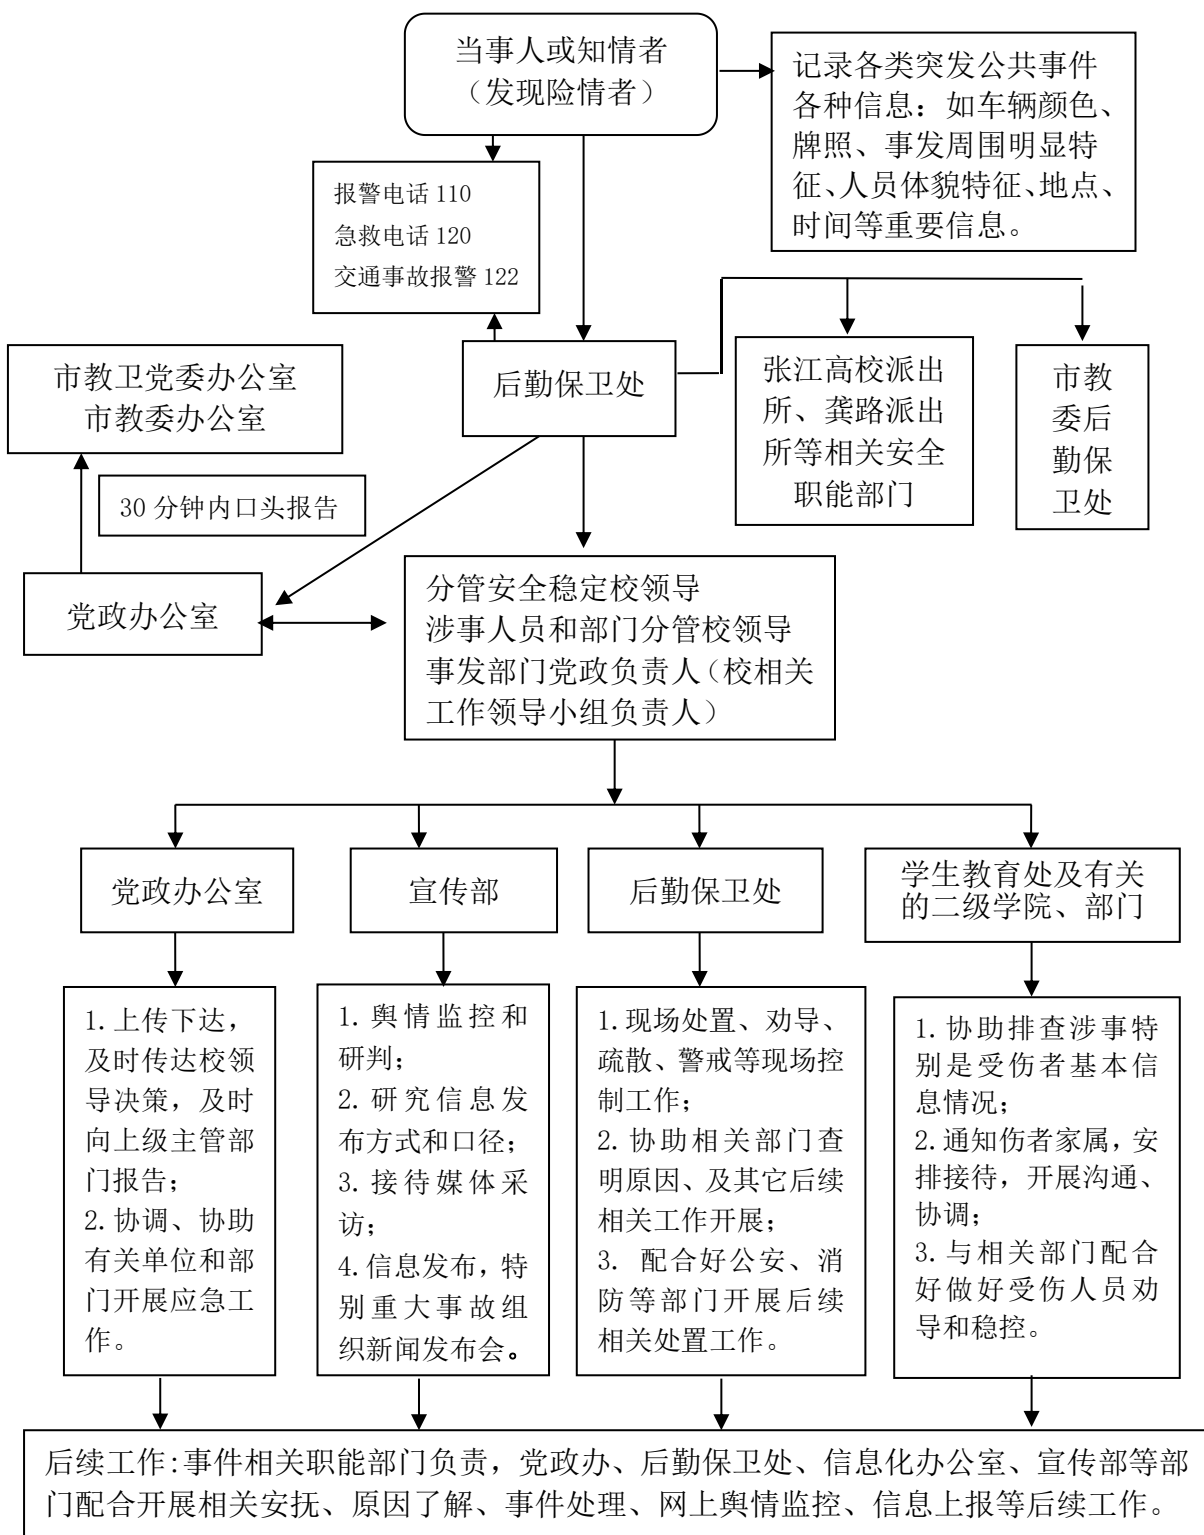 当事人或知情者
（发现险情者）
记录各类突发公共事件
各种信息：如车辆颜色、
牌照、事发周围明显特
征、人员体貌特征、地点、
时间等重要信息。
报警电话 110
急救电话 120
交通事故报警 122
市教卫党委办公室
市教委办公室
后勤保卫处
张江高校派出
所、龚路派出
所等相关安全
职能部门
市教
委后
勤保
卫处
30 分钟内口头报告
党政办公室
分管安全稳定校领导
涉事人员和部门分管校领导
事发部门党政负责人（校相关
工作领导小组负责人）
党政办公室
宣传部
后勤保卫处
学生教育处及有关
的二级学院、部门
1.上传下达，
及时传达校领
导决策，及时
向上级主管部
门报告；
2.协调、协助
有关单位和部
门开展应急工
作。
1.舆情监控和
研判；
2.研究信息发
布方式和口径；
3.接待媒体采
访；
4.信息发布，特
别重大事故组
织新闻发布会。
1.现场处置、劝导、
疏散、警戒等现场控
制工作；
2.协助相关部门查
明原因、及其它后续
相关工作开展；
3. 配合好公安、消
防等部门开展后续
相关处置工作。
1.协助排查涉事特
别是受伤者基本信
息情况；
2.通知伤者家属，安
排接待，开展沟通、
协调；
3.与相关部门配合
好做好受伤人员劝
导和稳控。
后续工作:事件相关职能部门负责，党政办、后勤保卫处、信息化办公室、宣传部等部
门配合开展相关安抚、原因了解、事件处理、网上舆情监控、信息上报等后续工作。